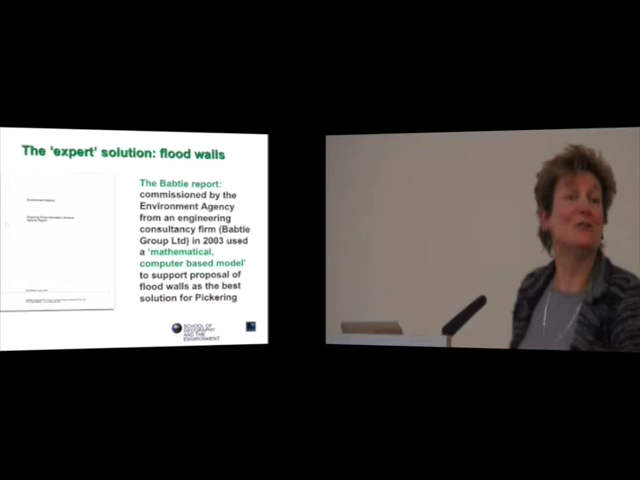 The 'expert' solution: flood walls
The Babtie report:
commissioned by the
Environment Agency
from an engineering
consultancy firm (Babtie
Group Ltd) in 2003 used
a 'mathematical,
computer based model'
to support proposal of
flood walls as the best
solution for Pickering
SCHOOL OF
GEOGRAPHY
AND THE
ENVIRONMENT